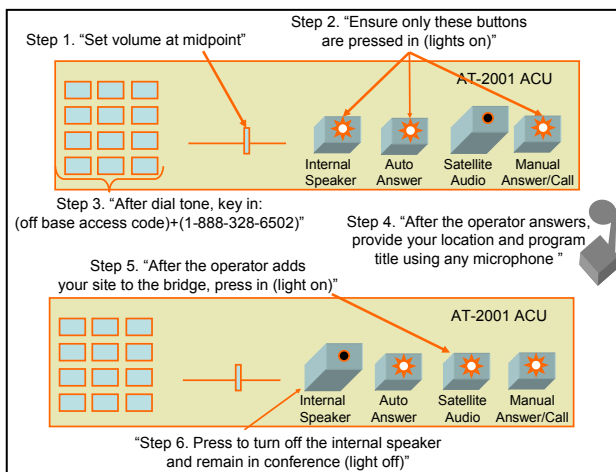 Step 1. “Set volume at midpoint”
Step 2. “Ensure only these buttons
are pressed in (lights on)”
AT-2001 ACU
Internal
Speaker
Auto
Answer
Satellite
Audio
Manual
Answer/Call
Step 3. “After dial tone, key in:
(off base access code)+(1-888-328-6502)”
Step 4. “After the operator answers,
provide your location and program
title using any microphone ”
Step 5. “After the operator adds
your site to the bridge, press in (light on)”
AT-2001 ACU
Internal
Speaker
Auto
Answer
Satellite
Audio
Manual
Answer/Call
“Step 6. Press to turn off the internal speaker
and remain in conference (light off)”